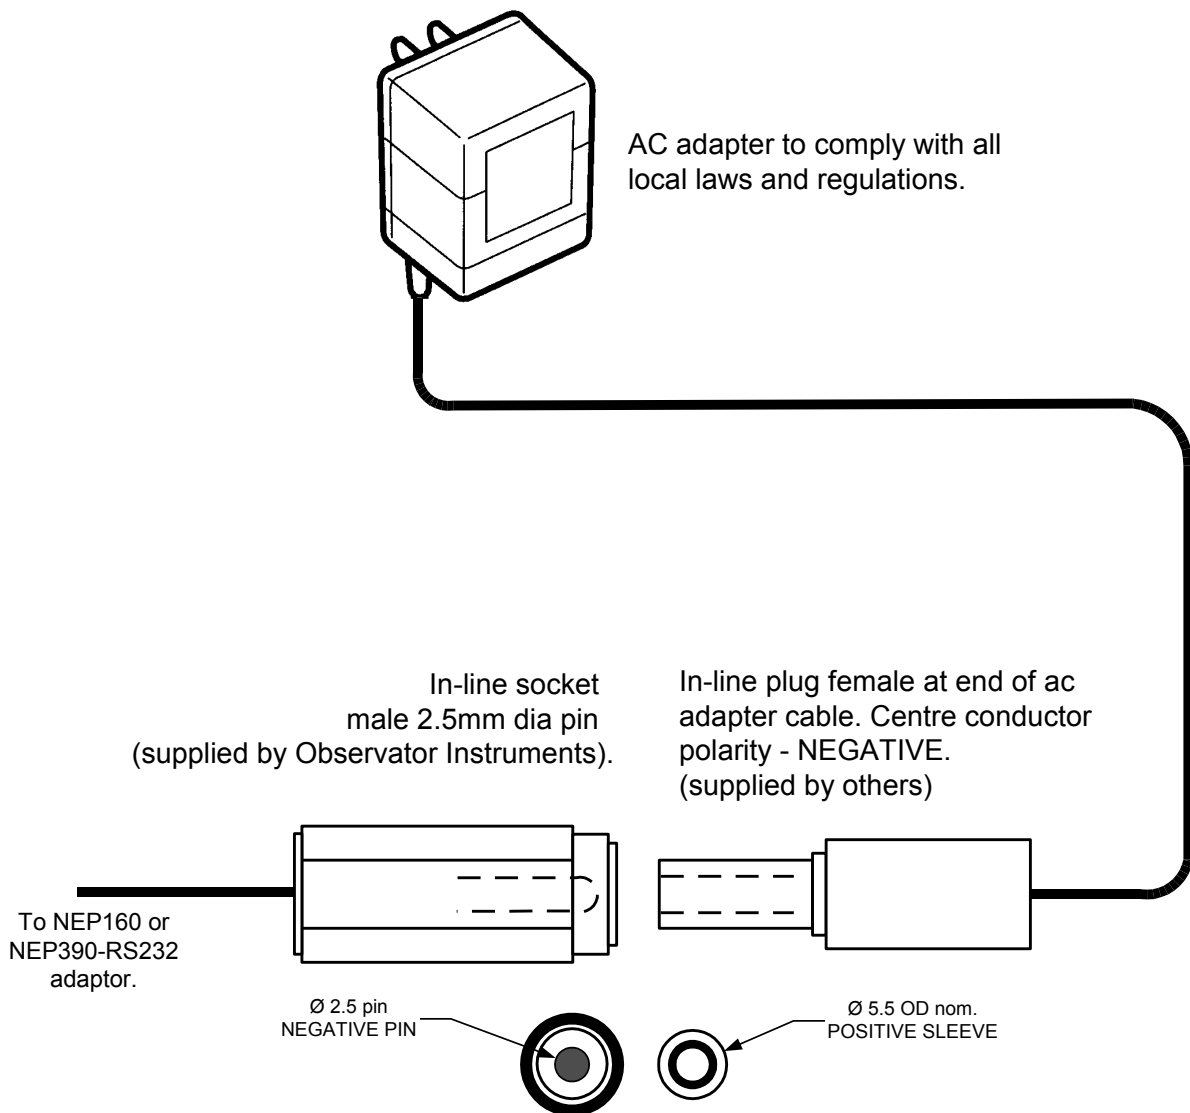 AC adapter to comply with all
local laws and regulations.
In-line socket
male 2.5mm dia pin
(supplied by Observator Instruments).
In-line plug female at end of ac
adapter cable. Centre conductor
polarity - NEGATIVE.
(supplied by others)
To NEP160 or
NEP390-RS232
adaptor.
Ø 2.5 pin
NEGATIVE PIN
Ø 5.5 OD nom.
POSITIVE SLEEVE